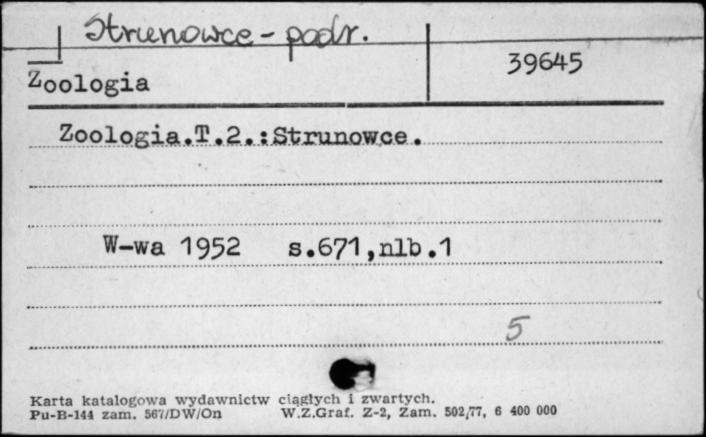 Strunowce - podr.
39645
Zoologia
Zoologia.T.2.:Strunowce.
W-wa 1952 s.671,nlb.1
5
Karta katalogowa wydawnictw ciągłych i zwartych.
Pu-B-144 zam. 567/DW/On W.Z.Graf. Z-2, Zam. 502/77, 6 400 000